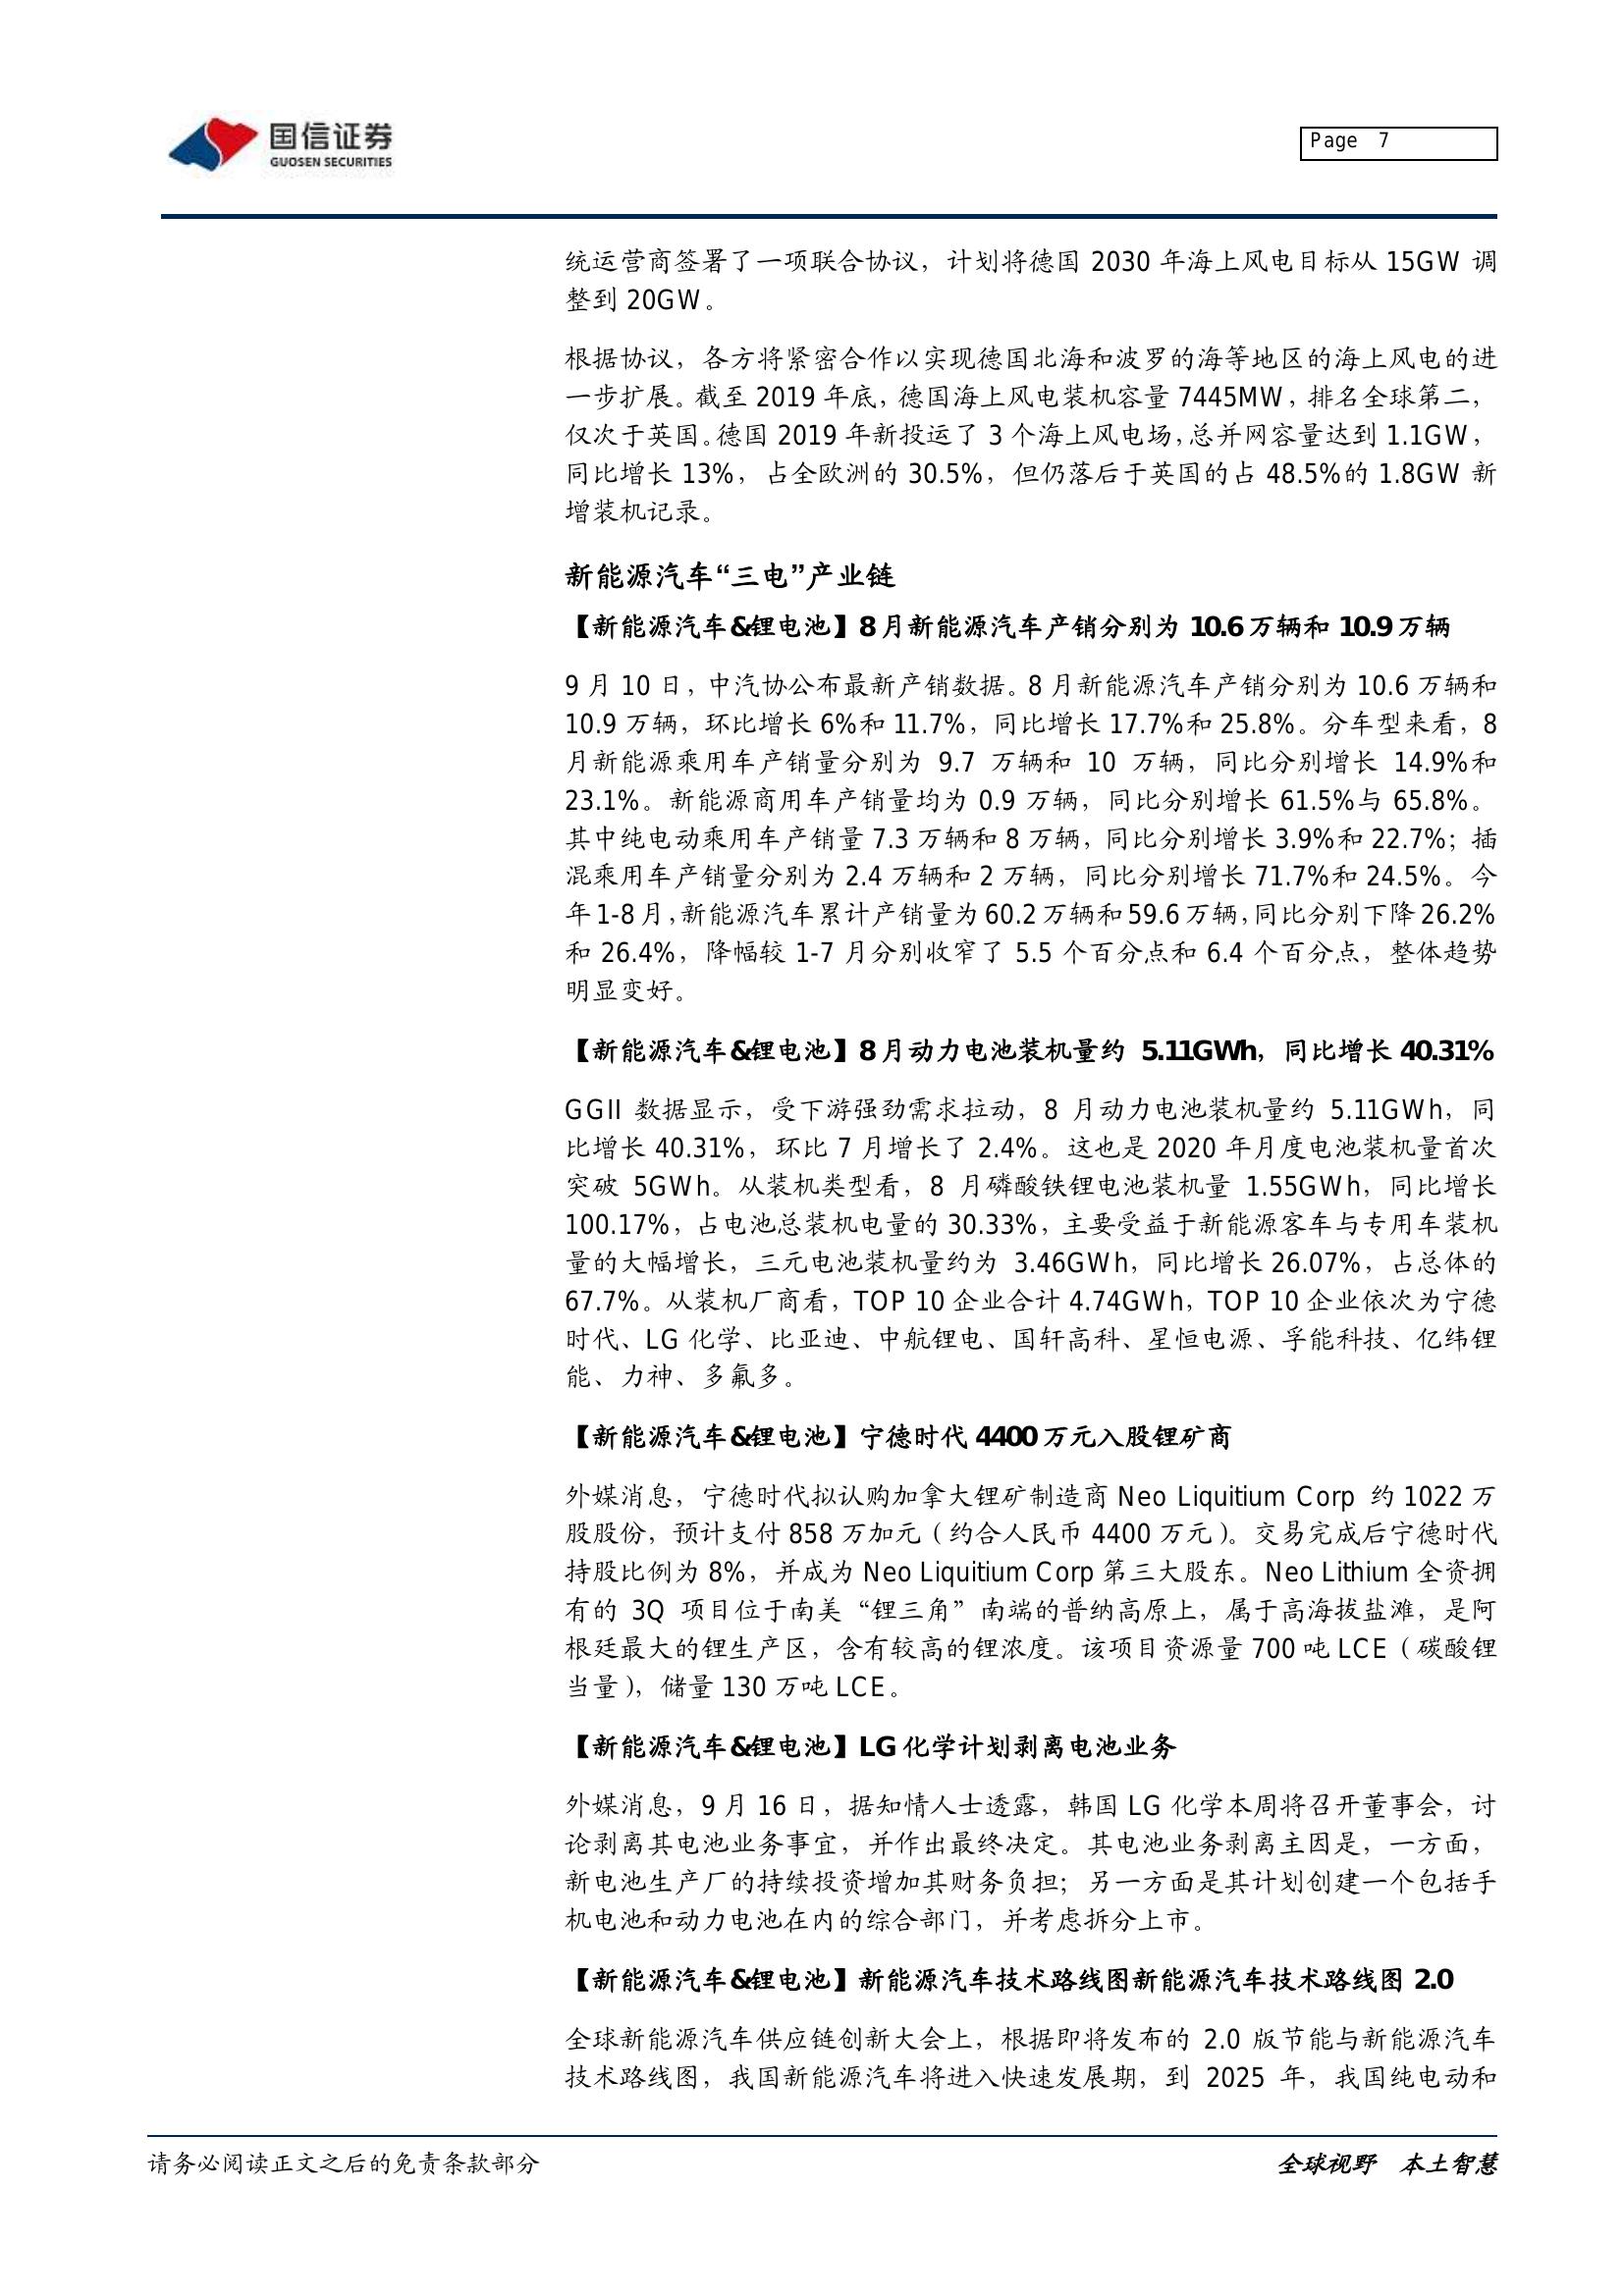 国信证券
GUOSEN SECURITIES
Page 7
统运营商签署了一项联合协议，计划将德国 2030 年海上风电目标从 15GW 调
整到 20GW。
根据协议，各方将紧密合作以实现德国北海和波罗的海等地区的海上风电的进
一步扩展。截至 2019 年底，德国海上风电装机容量 7445MW，排名全球第二，
仅次于英国。德国 2019 年新投运了 3 个海上风电场，总并网容量达到 1.1GW，
同比增长 13%，占全欧洲的 30.5%，但仍落后于英国的占 48.5%的 1.8GW 新
增装机记录。
新能源汽车“三电”产业链
【新能源汽车&锂电池】8 月新能源汽车产销分别为 10.6 万辆和 10.9 万辆
9 月 10 日，中汽协公布最新产销数据。8 月新能源汽车产销分别为 10.6 万辆和
10.9 万辆，环比增长 6%和 11.7%，同比增长 17.7%和 25.8%。分车型来看，8
月新能源乘用车产销量分别为 9.7 万辆和 10 万辆，同比分别增长 14.9%和
23.1%。新能源商用车产销量均为 0.9 万辆，同比分别增长 61.5%与 65.8%。
其中纯电动乘用车产销量 7.3 万辆和 8 万辆，同比分别增长 3.9%和 22.7%；插
混乘用车产销量分别为 2.4 万辆和 2 万辆，同比分别增长 71.7%和 24.5%。今
年 1-8 月，新能源汽车累计产销量为 60.2 万辆和 59.6 万辆，同比分别下降 26.2%
和 26.4%，降幅较 1-7 月分别收窄了 5.5 个百分点和 6.4 个百分点，整体趋势
明显变好。
【新能源汽车&锂电池】8 月动力电池装机量约 5.11GWh，同比增长 40.31%
GGII 数据显示，受下游强劲需求拉动，8 月动力电池装机量约 5.11GWh，同
比增长 40.31%，环比 7 月增长了 2.4%。这也是 2020 年月度电池装机量首次
突破 5GWh。从装机类型看，8 月磷酸铁锂电池装机量 1.55GWh，同比增长
100.17%，占电池总装机电量的 30.33%，主要受益于新能源客车与专用车装机
量的大幅增长，三元电池装机量约为 3.46GWh，同比增长 26.07%，占总体的
67.7%。从装机厂商看，TOP 10 企业合计 4.74GWh，TOP 10 企业依次为宁德
时代、LG 化学、比亚迪、中航锂电、国轩高科、星恒电源、孚能科技、亿纬锂
能、力神、多氟多。
【新能源汽车&锂电池】宁德时代 4400 万元入股锂矿商
外媒消息，宁德时代拟认购加拿大锂矿制造商 Neo Liquitium Corp 约 1022 万
股股份，预计支付 858 万加元（约合人民币 4400 万元）。交易完成后宁德时代
持股比例为 8%，并成为 Neo Liquitium Corp 第三大股东。Neo Lithium 全资拥
有的 3Q 项目位于南美“锂三角”南端的普纳高原上，属于高海拔盐滩，是阿
根廷最大的锂生产区，含有较高的锂浓度。该项目资源量 700 吨 LCE（碳酸锂
当量），储量 130 万吨 LCE。
【新能源汽车&锂电池】LG 化学计划剥离电池业务
外媒消息，9 月 16 日，据知情人士透露，韩国 LG 化学本周将召开董事会，讨
论剥离其电池业务事宜，并作出最终决定。其电池业务剥离主因是，一方面，
新电池生产厂的持续投资增加其财务负担；另一方面是其计划创建一个包括手
机电池和动力电池在内的综合部门，并考虑拆分上市。
【新能源汽车&锂电池】新能源汽车技术路线图新能源汽车技术路线图 2.0
全球新能源汽车供应链创新大会上，根据即将发布的 2.0 版节能与新能源汽车
技术路线图，我国新能源汽车将进入快速发展期，到 2025 年，我国纯电动和
请务必阅读正文之后的免责条款部分
全球视野 本土智慧